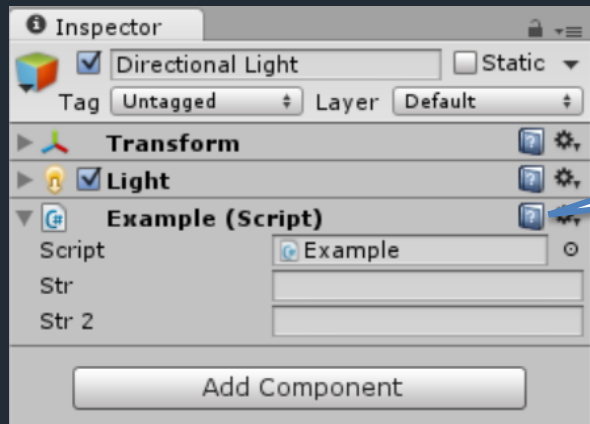 Inspector
Directional Light Static
Tag Untagged Layer Default
Transform
Light
Example (Script)
Script Example
Str
Str 2
Add Component